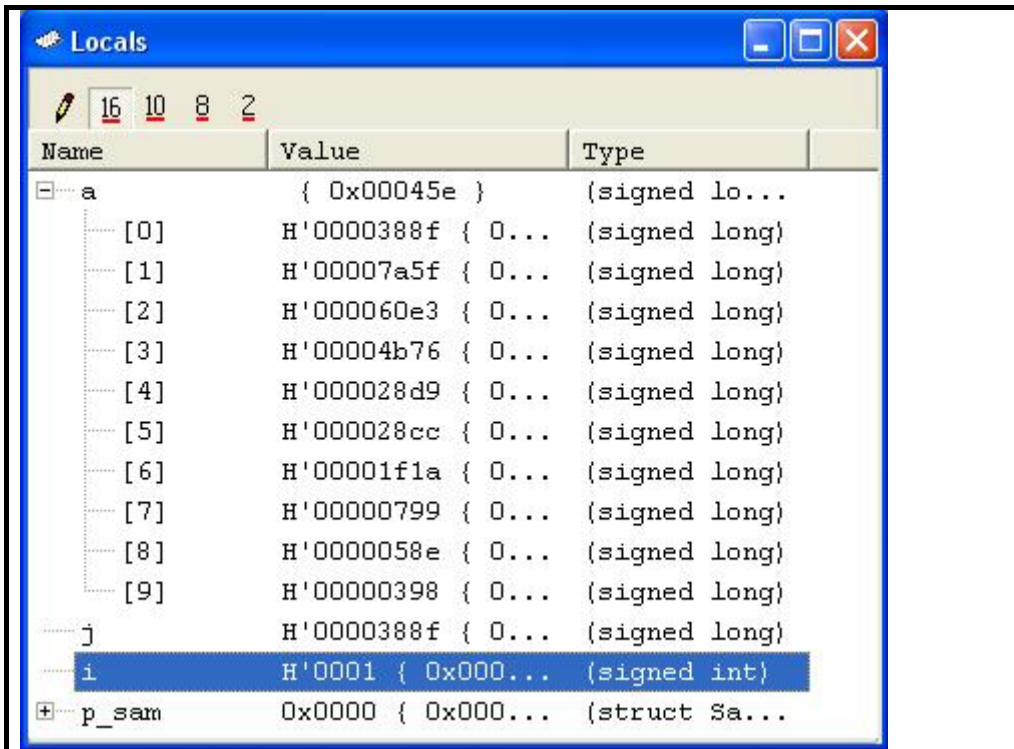 Locals
16 10 8 2
Name Value Type
a { 0x00045e } (signed lo...
[0] H'0000388f { 0... (signed long)
[1] H'00007a5f { 0... (signed long)
[2] H'000060e3 { 0... (signed long)
[3] H'00004b76 { 0... (signed long)
[4] H'000028d9 { 0... (signed long)
[5] H'000028cc { 0... (signed long)
[6] H'00001f1a { 0... (signed long)
[7] H'00000799 { 0... (signed long)
[8] H'0000058e { 0... (signed long)
[9] H'00000398 { 0... (signed long)
j H'0000388f { 0... (signed long)
i H'0001 { 0x000... (signed int)
p_sam 0x0000 { 0x000... (struct Sa...